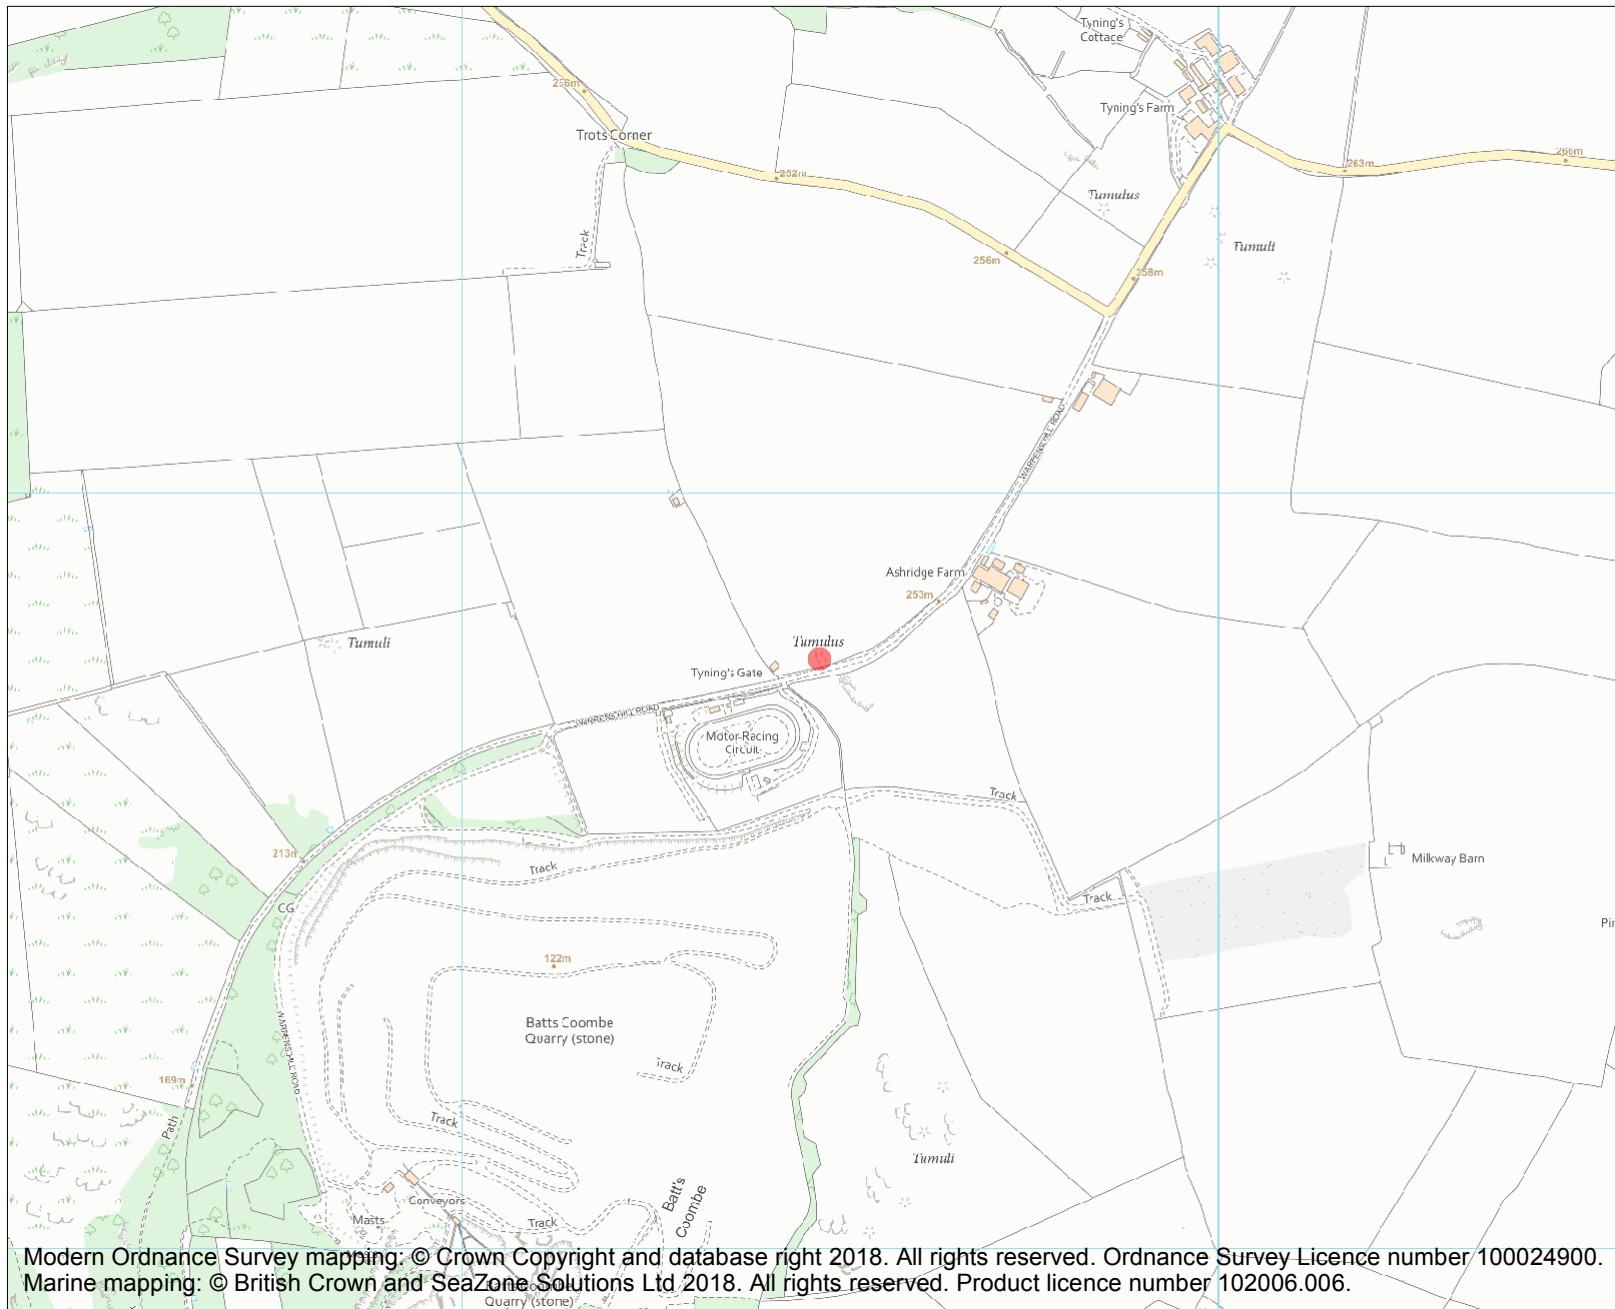 Tyning's
Cottage
256m
Tyning's Farm
Trots Corner
252m
263m
266m
Tumulus
Track
Tumuli
256m
258m
WARRENS HILL ROAD
Ashridge Farm
253m
Tumulus
Tumuli
Tyning's Gate
WARRENS HILL ROAD
Motor Racing
Circuit
Track
213m
Track
Milkway Barn
Track
CG
122m
Batts Coombe
Quarry (stone)
WARRENS HILL ROAD
Track
169m
Track
Path
Tumuli
Batt's
Coombe
Conveyors
Masts
Track
Modern Ordnance Survey mapping: © Crown Copyright and database right 2018. All rights reserved. Ordnance Survey Licence number 100024900.
Marine mapping: © British Crown and SeaZone Solutions Ltd 2018. All rights reserved. Product licence number 102006.006.
Quarry (stone)